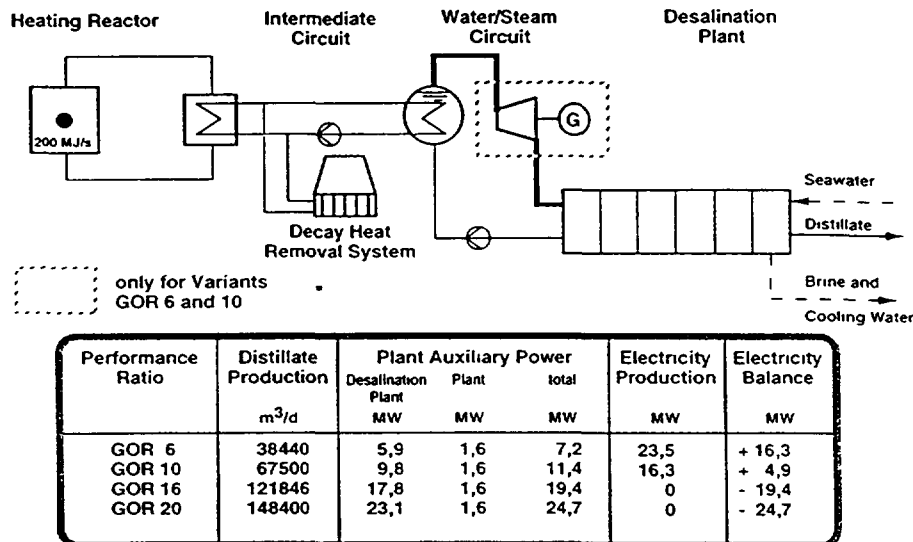 Heating Reactor
Intermediate
Circuit
Water/Steam
Circuit
Desalination
Plant
200 MJ/s
G
Decay Heat
Removal System
Seawater
Distillate
Brine and
Cooling Water
only for Variants
GOR 6 and 10
Performance Ratio Distillate Production Plant Auxiliary Power Electricity Production Electricity Balance
Desalination Plant Plant total
m³/d MW MW MW MW MW
GOR 6 38440 5,9 1,6 7,2 23,5 + 16,3
GOR 10 67500 9,8 1,6 11,4 16,3 + 4,9
GOR 16 121846 17,8 1,6 19,4 0 - 19,4
GOR 20 148400 23,1 1,6 24,7 0 - 24,7